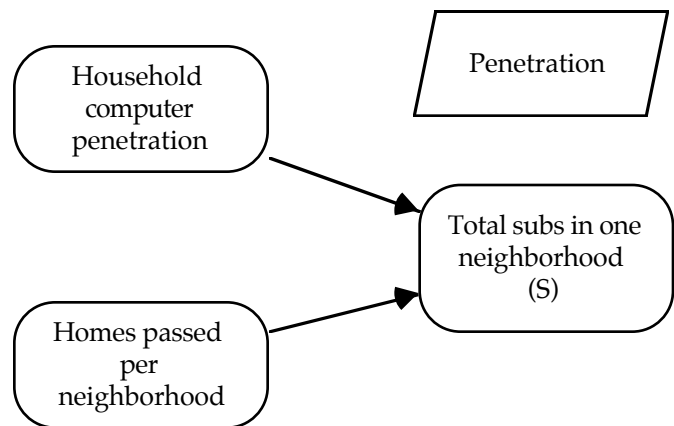 Household
computer
penetration
Penetration
Total subs in one
neighborhood
(S)
Homes passed
per
neighborhood